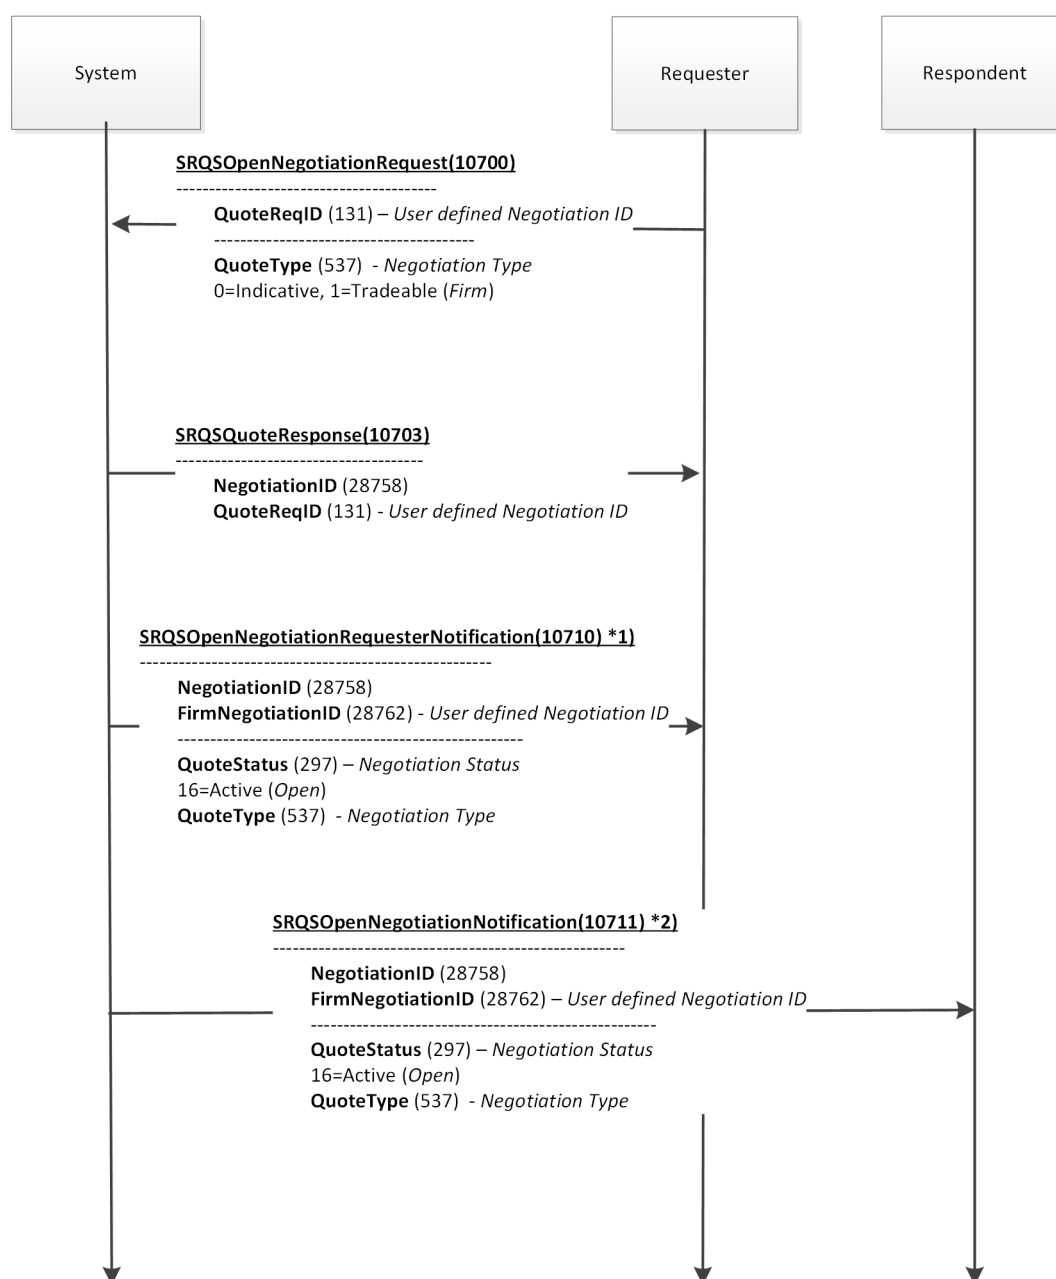 System
Requester
Respondent
SRQSOpenNegotiationRequest(10700)
----------------------------------------
QuoteReqID (131) – User defined Negotiation ID
----------------------------------------
QuoteType (537)  - Negotiation Type
0=Indicative, 1=Tradeable (Firm)
SRQSQuoteResponse(10703)
--------------------------------------
NegotiationID (28758)
QuoteReqID (131) - User defined Negotiation ID
SRQSOpenNegotiationRequesterNotification(10710) *1)
------------------------------------------------------
NegotiationID (28758)
FirmNegotiationID (28762) - User defined Negotiation ID
-----------------------------------------------------
QuoteStatus (297) – Negotiation Status
16=Active (Open)
QuoteType (537)  - Negotiation Type
SRQSOpenNegotiationNotification(10711) *2)
------------------------------------------------------
NegotiationID (28758)
FirmNegotiationID (28762) – User defined Negotiation ID
-----------------------------------------------------
QuoteStatus (297) – Negotiation Status
16=Active (Open)
QuoteType (537)  - Negotiation Type